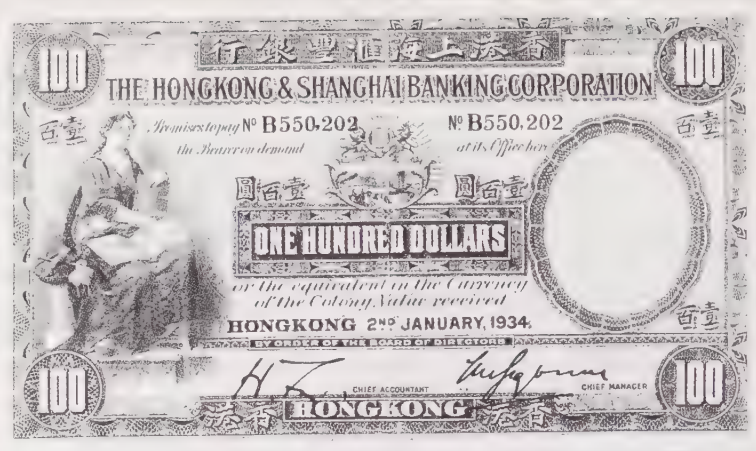 行銀豐滙海上港香
100 100
THE HONGKONG & SHANGHAI BANKING CORPORATION
百壹 Promises to pay Nº B550,202 Nº B550,202 百壹
the Bearer on demand at its Office here
圓百壹 圓百壹
ONE HUNDRED DOLLARS
or the equivalent in the Currency
of the Colony, Value received
百壹
HONGKONG 2ND JANUARY, 1934.
BY ORDER OF THE BOARD OF DIRECTORS
CHIEF ACCOUNTANT CHIEF MANAGER
100 100
港香 HONGKONG 港香